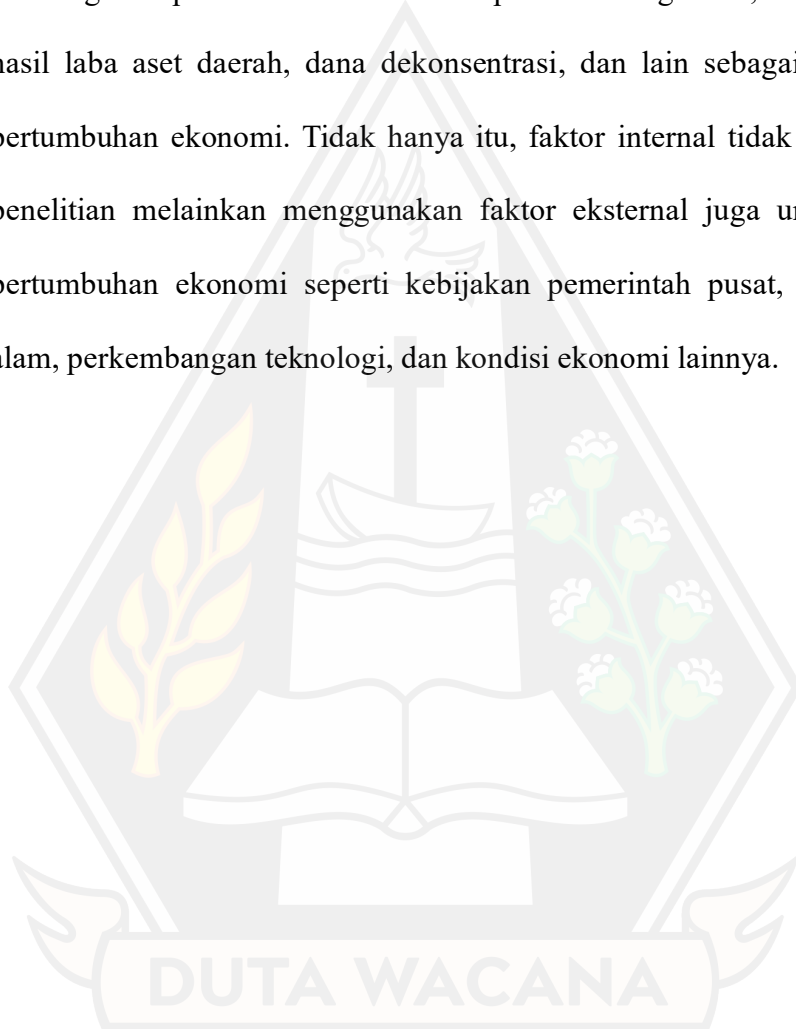 hasil laba aset daerah, dana dekonsentrasi, dan lain sebagai
pertumbuhan ekonomi. Tidak hanya itu, faktor internal tidak
penelitian melainkan menggunakan faktor eksternal juga
pertumbuhan ekonomi seperti kebijakan pemerintah pusat,
alam, perkembangan teknologi, dan kondisi ekonomi lainnya.
DUTA WACANA